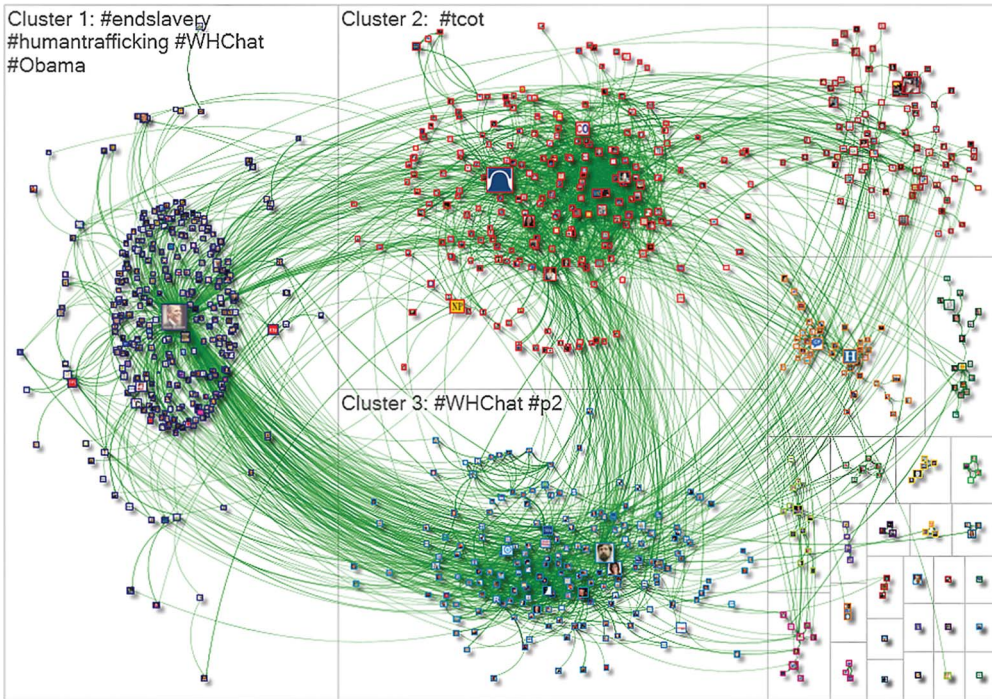 Cluster 1: #endslavery
#humantrafficking #WHChat
#Obama
Cluster 2:  #tcot
Cluster 3: #WHChat #p2